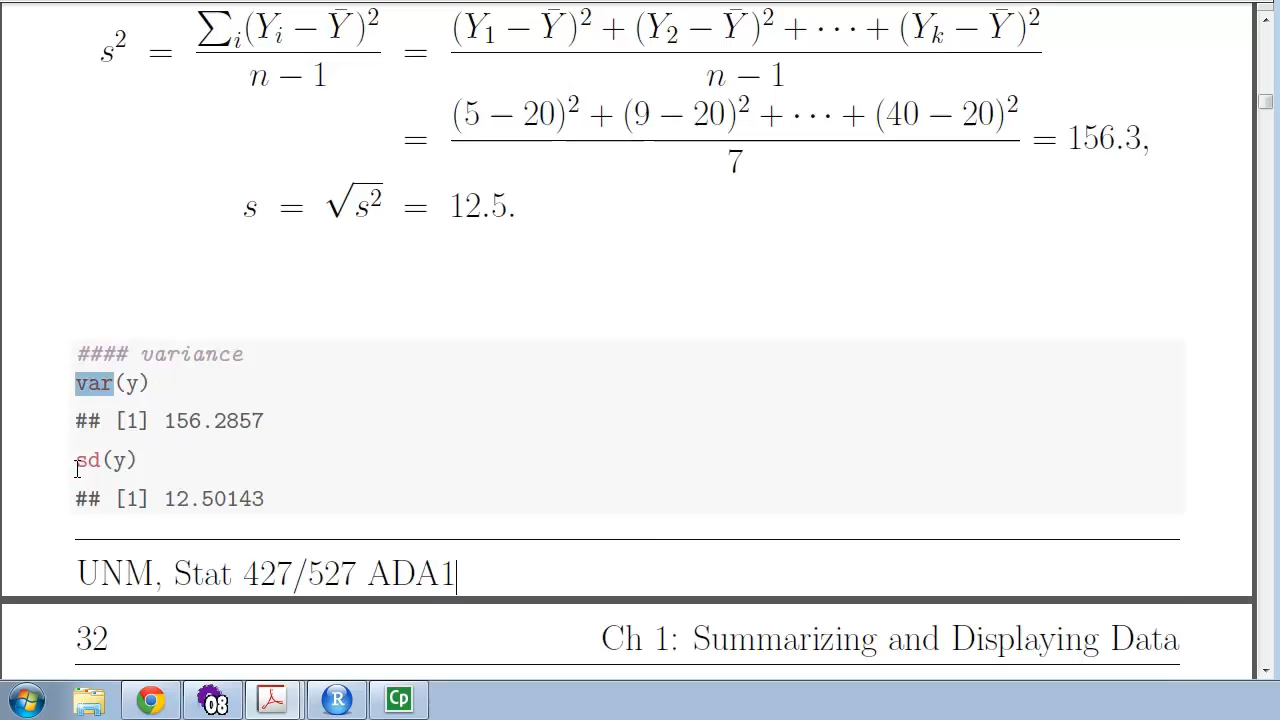 s² = ∑ᵢ(Yᵢ − Ȳ)² / n − 1 = (Y₁ − Ȳ)² + (Y₂ − Ȳ)² + ⋯ + (Yₖ − Ȳ)² / n − 1
= (5 − 20)² + (9 − 20)² + ⋯ + (40 − 20)² / 7 = 156.3,
s = √s² = 12.5.
#### variance
var(y)
## [1] 156.2857
sd(y)
## [1] 12.50143
UNM, Stat 427/527 ADA1
32 Ch 1: Summarizing and Displaying Data
08 R Cp